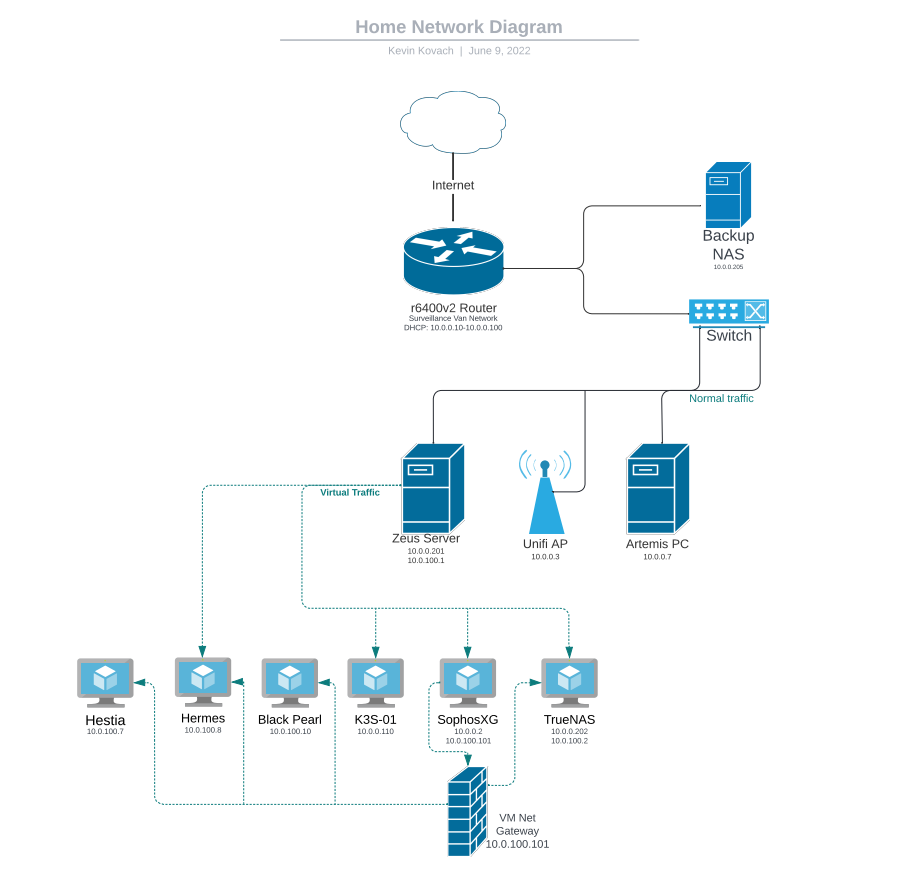 Home Network Diagram
Kevin Kovach | June 9, 2022
Internet
Backup
NAS
10.0.0.205
r6400v2 Router
Surveillance Van Network
DHCP: 10.0.0.10-10.0.0.100
Switch
Normal traffic
Virtual Traffic
Zeus Server
10.0.0.201
10.0.100.1
Unifi AP
10.0.0.3
Artemis PC
10.0.0.7
Hestia
10.0.100.7
Hermes
10.0.100.8
Black Pearl
10.0.100.10
K3S-01
10.0.0.110
SophosXG
10.0.0.2
10.0.100.101
TrueNAS
10.0.0.202
10.0.100.2
VM Net
Gateway
10.0.100.101